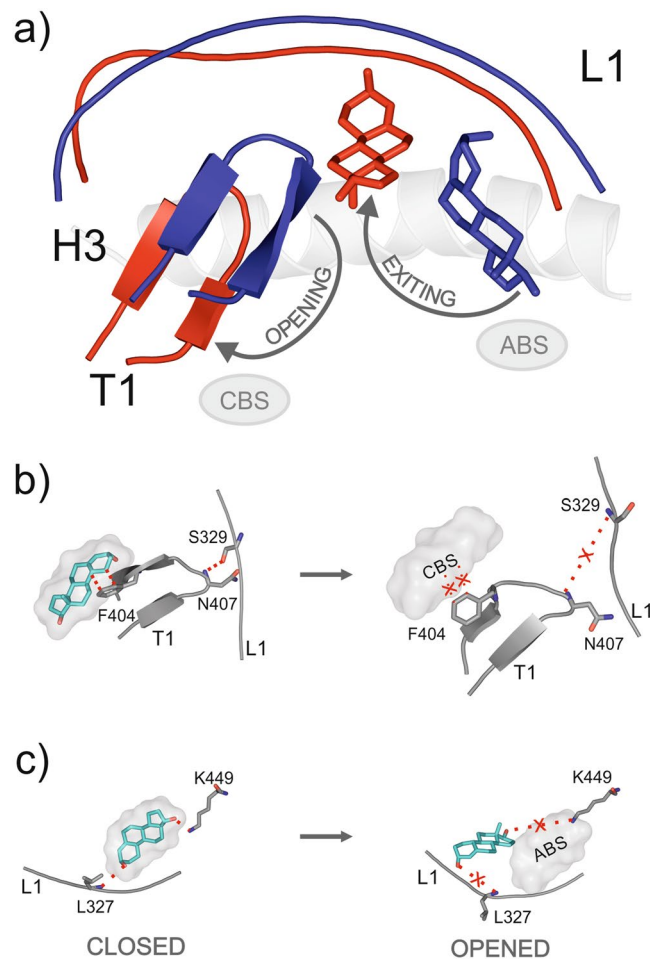 a)
L1
H3
OPENING
EXITING
ABS
T1
CBS
b)
S329
S329
CBS
F404
N407
T1
L1
F404
L1
N407
T1
c)
K449
K449
ABS
L1
L327
L1
L327
CLOSED
OPENED